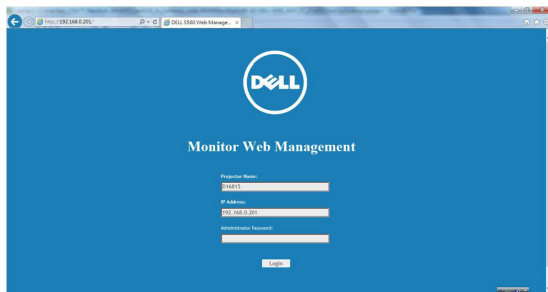 http://192.168.0.201/
DELL S560 Web Manage...
DELL
Monitor Web Management
Projector Name:
D16815
IP Address:
192.168.0.201
Administrator Password:
Login